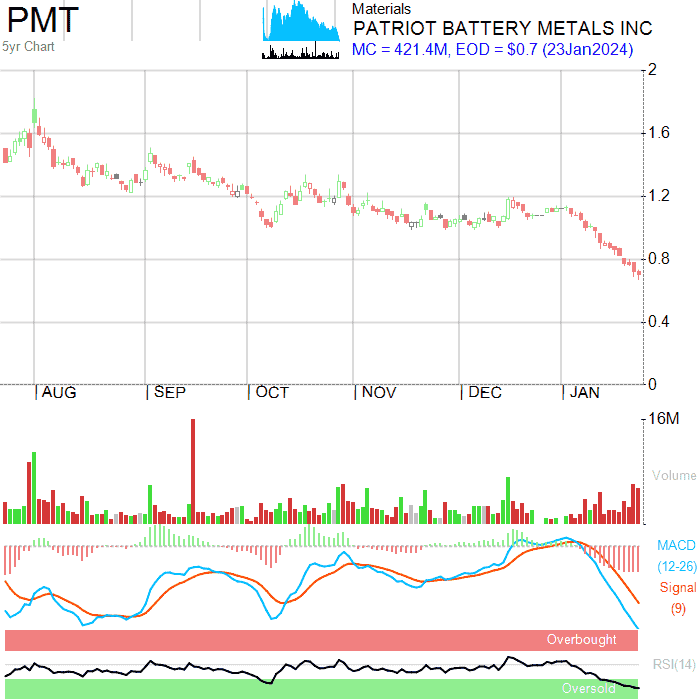 PMT
5yr Chart
Materials
PATRIOT BATTERY METALS INC
MC = 421.4M, EOD = $0.7 (23Jan2024)
2
1.6
1.2
0.8
0.4
0
AUG SEP OCT NOV DEC JAN
16M
Volume
MACD
(12-26)
Signal
(9)
Overbought
RSI(14)
Oversold